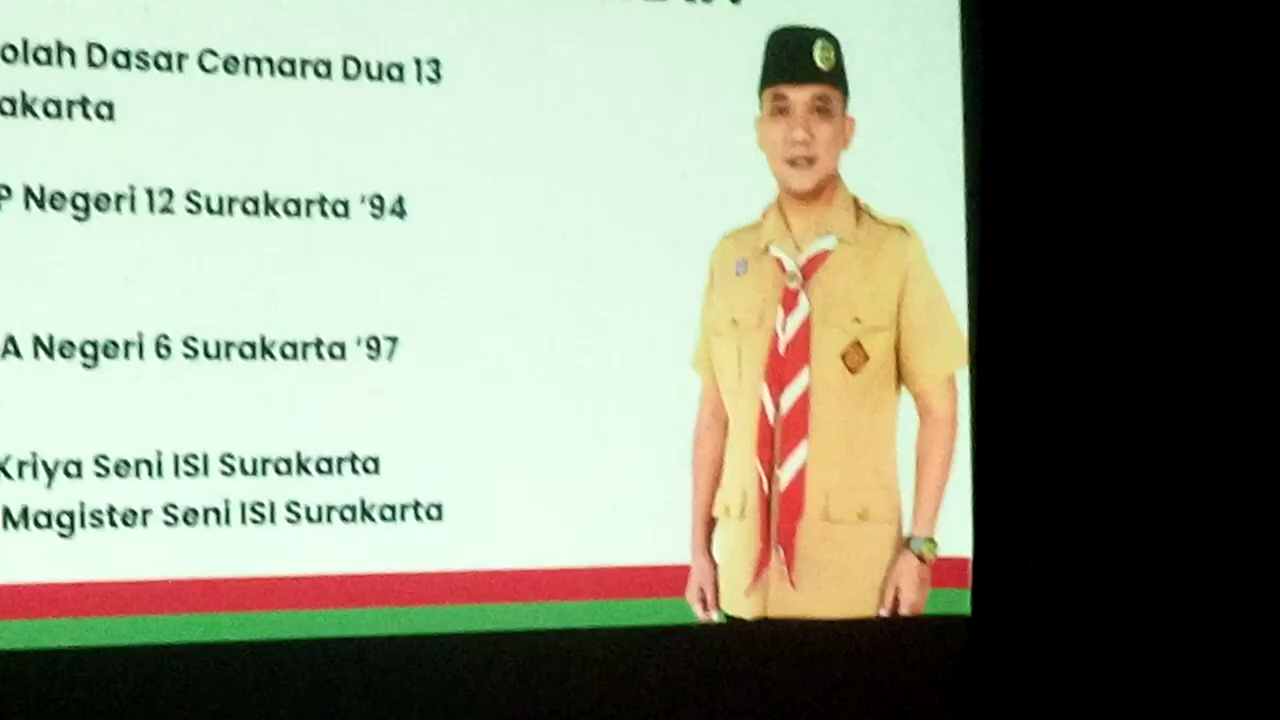 olah Dasar Cemara Dua 13
akarta
P Negeri 12 Surakarta '94
A Negeri 6 Surakarta '97
Kriya Seni ISI Surakarta
Magister Seni ISI Surakarta